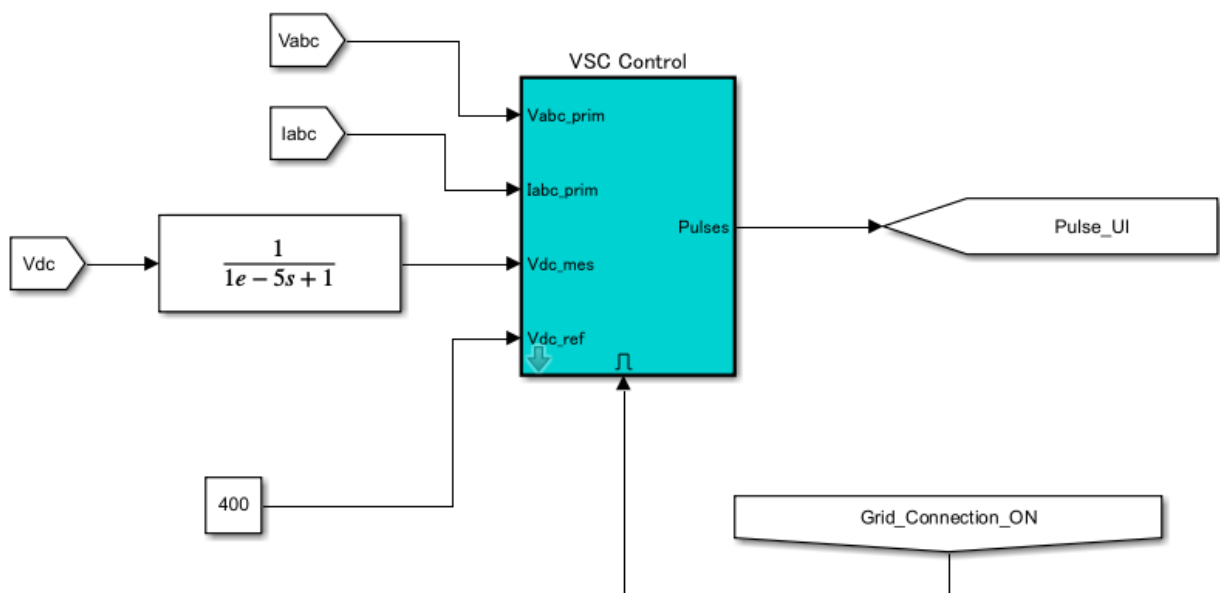 Vabc
VSC Control
Vabc_prim
Iabc
Iabc_prim
Pulses
Pulse_UI
Vdc
1
1e − 5s + 1
Vdc_mes
Vdc_ref
400
Grid_Connection_ON